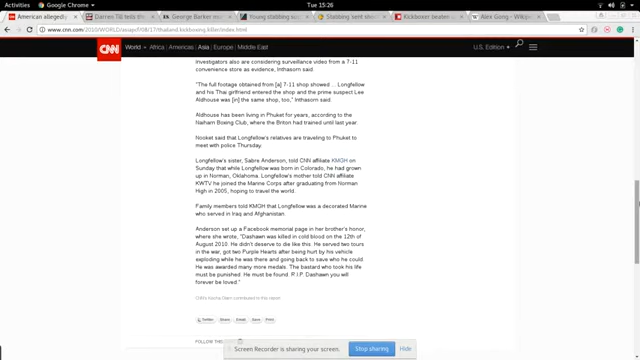 Activities
Tue 15:26
American allegedl
Darren Till tells th
George Barker mu
Young stabbing su
Stabbing 'sent sho
Kickboxer beaten
Alex Gong - Wikip
www.cnn.com/2010/WORLD/asiapcf/08/17/thailand.kickboxing.killer/index.html
CNN World Africa Americas Asia Europe Middle East U.S. Edition
Investigators also are considering surveillance video from a 7-11
convenience store as evidence, Inthasorn said.
"The full footage obtained from [a] 7-11 shop showed ... Longfellow
and his Thai girlfriend entered the shop and the prime suspect Lee
Aldhouse was [in] the same shop, too," Inthasorn said.
Aldhouse has been living in Phuket for years, according to the
Naiharn Boxing Club, where the Briton had trained until last year.
Nooket said that Longfellow's relatives are traveling to Phuket to
meet with police Thursday.
Longfellow's sister, Sabrie Anderson, told CNN affiliate KMGH on
Sunday that while Longfellow was born in Colorado, he had grown
up in Norman, Oklahoma. Longfellow's mother told CNN affiliate
KWTV he joined the Marine Corps after graduating from Norman
High in 2005, hoping to travel the world.
Family members told KMGH that Longfellow was a decorated Marine
who served in Iraq and Afghanistan.
Anderson set up a Facebook memorial page in her brother's honor,
where she wrote, "Dashawn was killed in cold blood on the 12th of
August 2010. He didn't deserve to die like this. He served two tours
in the war, got two Purple Hearts after being hurt by his vehicle
exploding while he was there and going back to save who he could.
He was awarded many more medals. The bastard who took his life
must be punished. He must be found. R.I.P. Dashawn you will
forever be loved."
CNN's Kocha Olarn contributed to this report.
Twitter Share Email Save Print
FOLLOW THIS
Screen Recorder is sharing your screen. Stop sharing Hide